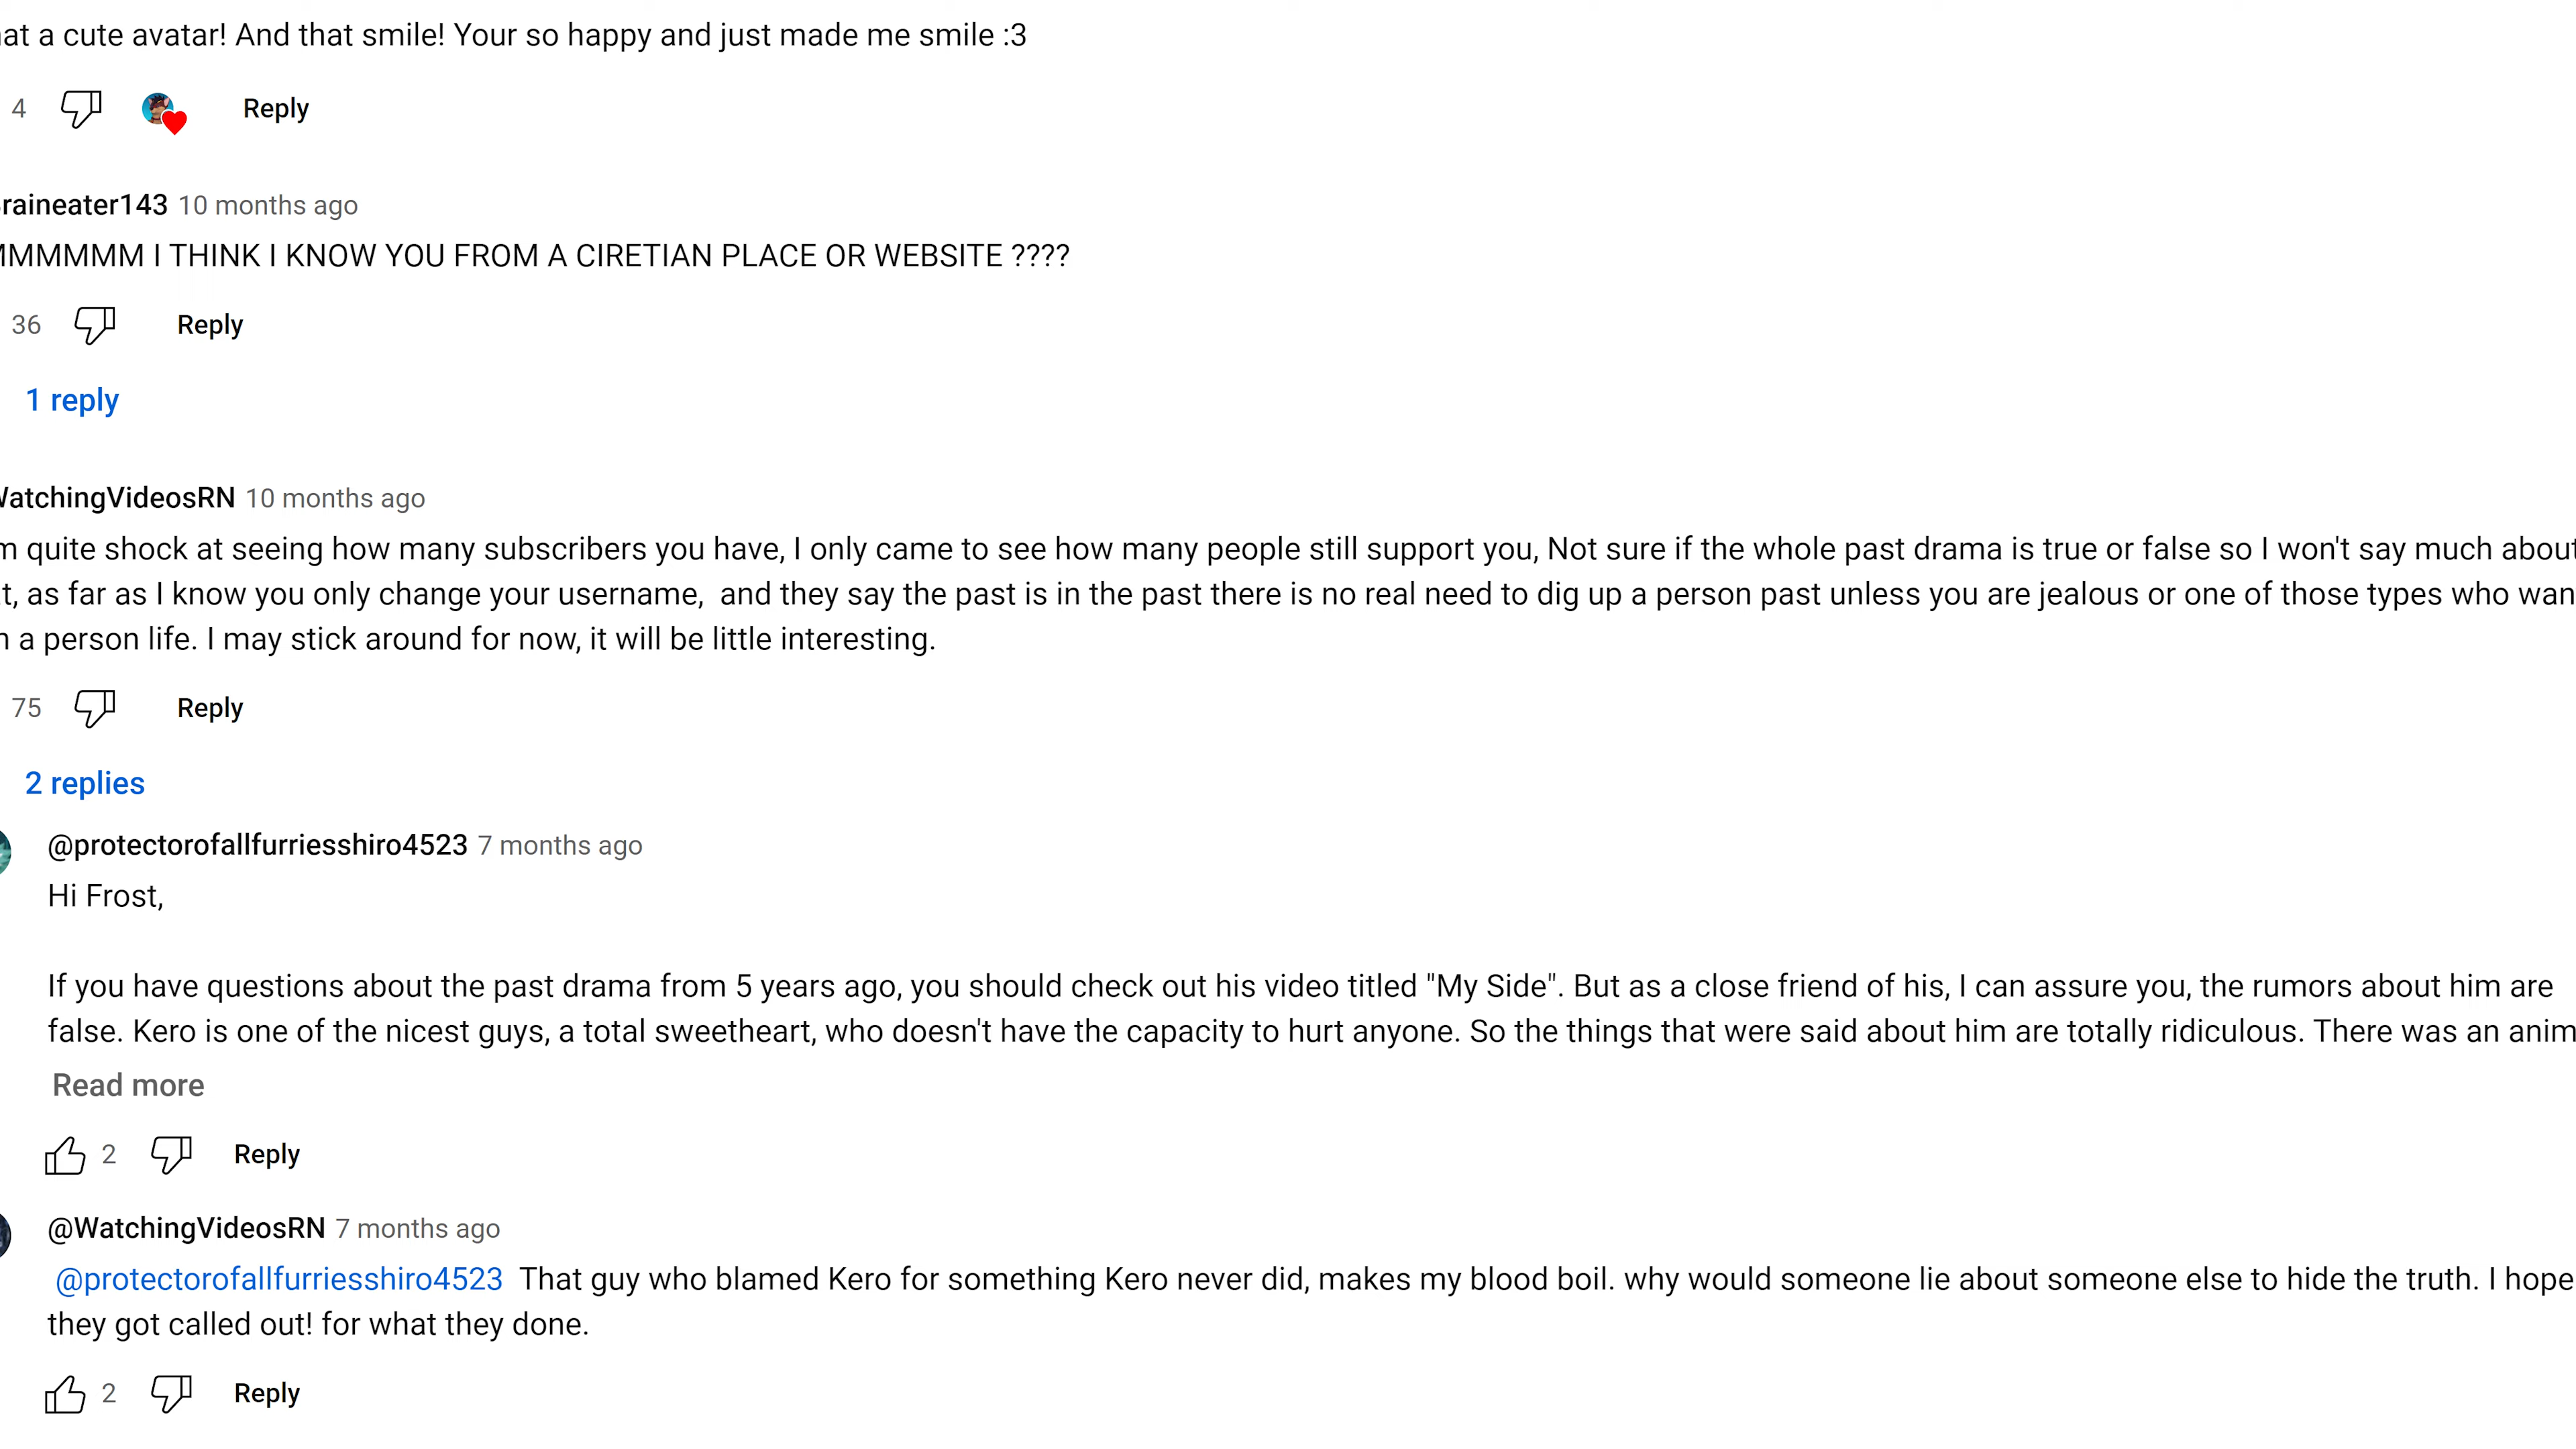 at a cute avatar! And that smile! Your so happy and just made me smile :3
4 Reply
raineater143 10 months ago
MMMMMM I THINK I KNOW YOU FROM A CIRETIAN PLACE OR WEBSITE ????
36 Reply
1 reply
WatchingVideosRN 10 months ago
m quite shock at seeing how many subscribers you have, I only came to see how many people still support you, Not sure if the whole past drama is true or false so I won't say much about
t, as far as I know you only change your username, and they say the past is in the past there is no real need to dig up a person past unless you are jealous or one of those types who wan
a person life. I may stick around for now, it will be little interesting.
75 Reply
2 replies
@protectorofallfurriesshiro4523 7 months ago
Hi Frost,
If you have questions about the past drama from 5 years ago, you should check out his video titled "My Side". But as a close friend of his, I can assure you, the rumors about him are
false. Kero is one of the nicest guys, a total sweetheart, who doesn't have the capacity to hurt anyone. So the things that were said about him are totally ridiculous. There was an anim
Read more
2 Reply
@WatchingVideosRN 7 months ago
@protectorofallfurriesshiro4523 That guy who blamed Kero for something Kero never did, makes my blood boil. why would someone lie about someone else to hide the truth. I hope
they got called out! for what they done.
2 Reply